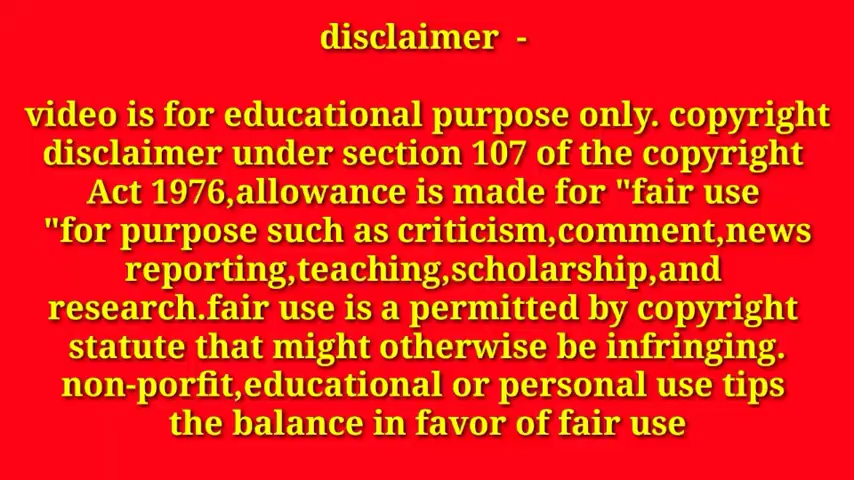 disclaimer -
video is for educational purpose only. copyright
disclaimer under section 107 of the copyright
Act 1976,allowance is made for "fair use
"for purpose such as criticism,comment,news
reporting,teaching,scholarship,and
research.fair use is a permitted by copyright
statute that might otherwise be infringing.
non-porfit,educational or personal use tips
the balance in favor of fair use